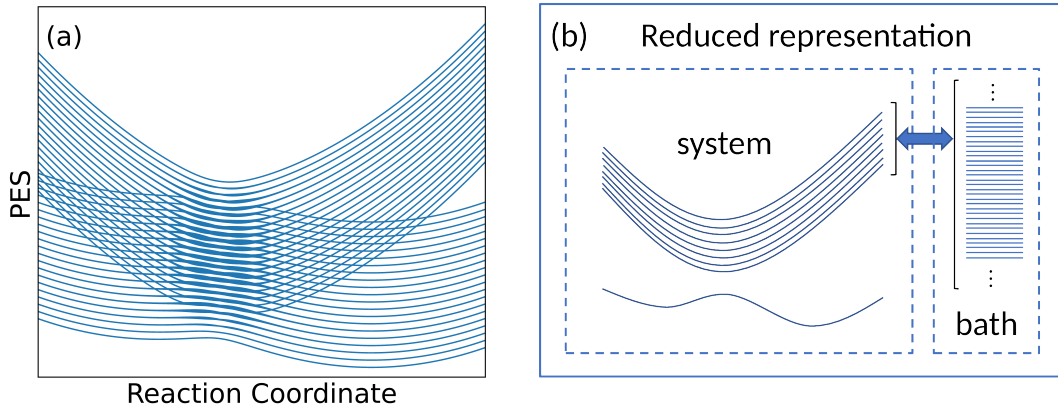 (a)
PES
Reaction Coordinate
(b) Reduced representation
system
bath